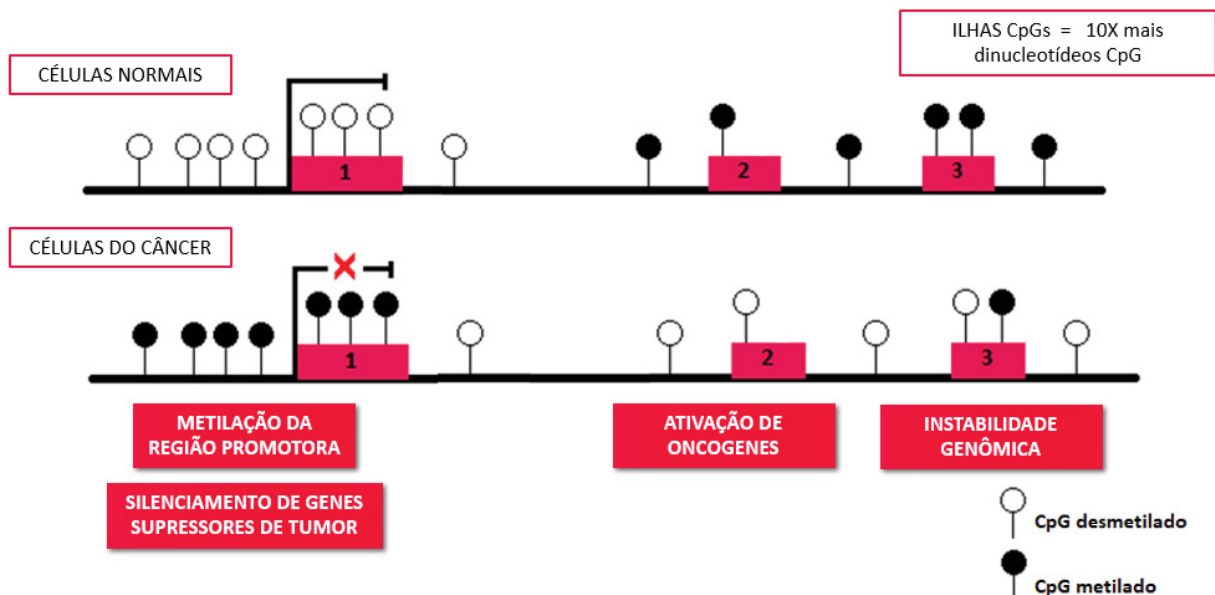 ILHAS CpGs = 10X mais
dinucleotídeos CpG
CÉLULAS NORMAIS
1
2
3
CÉLULAS DO CÂNCER
1
2
3
METILAÇÃO DA
REGIÃO PROMOTORA
ATIVAÇÃO DE
ONCOGENES
INSTABILIDADE
GENÔMICA
SILENCIAMENTO DE GENES
SUPRESSORES DE TUMOR
CpG desmetilado
CpG metilado